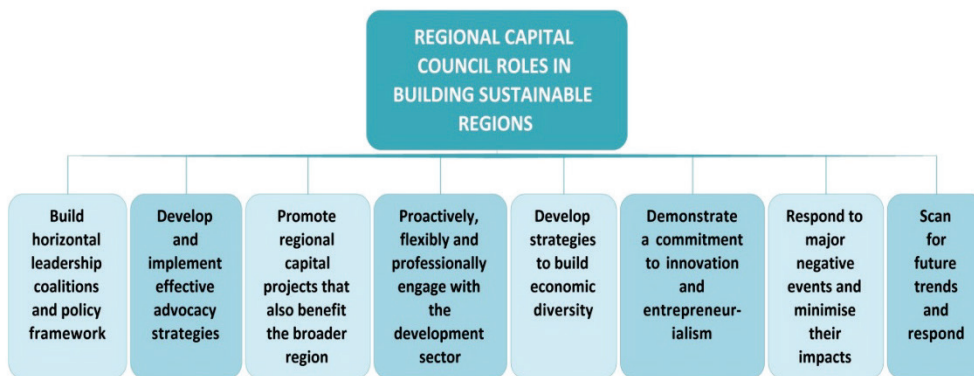 REGIONAL CAPITAL
COUNCIL ROLES IN
BUILDING SUSTAINABLE
REGIONS
Build
horizontal
leadership
coalitions
and policy
framework
Develop
and
implement
effective
advocacy
strategies
Promote
regional
capital
projects that
also benefit
the broader
region
Proactively,
flexibly and
professionally
engage with
the
development
sector
Develop
strategies
to build
economic
diversity
Demonstrate
a commitment
to innovation
and
entrepreneur-
ialism
Respond to
major
negative
events and
minimise
their
impacts
Scan
for
future
trends
and
respond